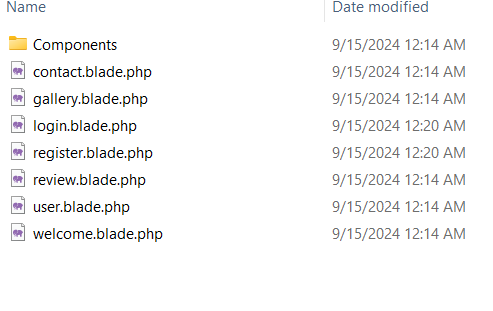 Name Date modified
Components 9/15/2024 12:14 AM
contact.blade.php 9/15/2024 12:14 AM
gallery.blade.php 9/15/2024 12:14 AM
login.blade.php 9/15/2024 12:20 AM
register.blade.php 9/15/2024 12:20 AM
review.blade.php 9/15/2024 12:14 AM
user.blade.php 9/15/2024 12:14 AM
welcome.blade.php 9/15/2024 12:14 AM